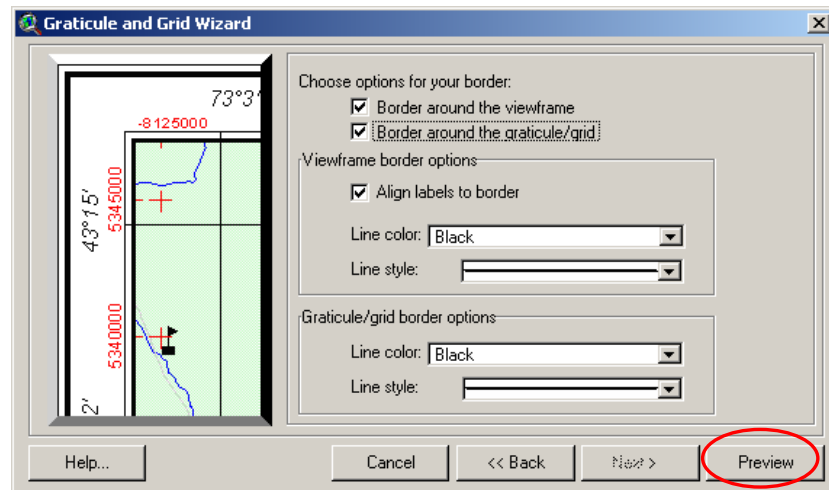 Graticule and Grid Wizard
73°3'
-8125000
43°15'
5345000
5340000
2'
Choose options for your border:
Border around the viewframe
Border around the graticule/grid
Viewframe border options
Align labels to border
Line color: Black
Line style:
Graticule/grid border options
Line color: Black
Line style:
Help... Cancel << Back Next > Preview